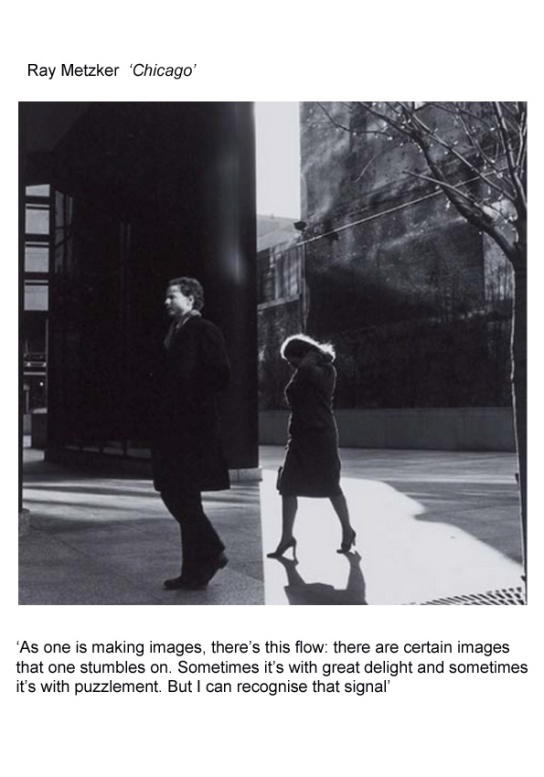 Ray Metzker ‘Chicago’
‘As one is making images, there’s this flow: there are certain images
that one stumbles on. Sometimes it’s with great delight and sometimes
it’s with puzzlement. But I can recognise that signal’